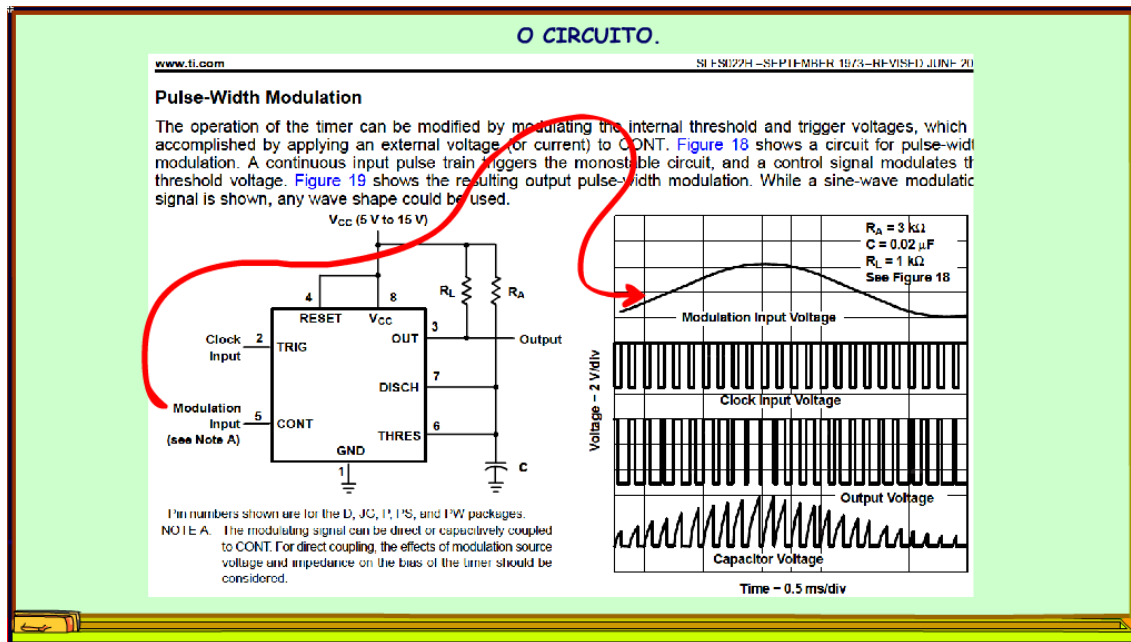 O CIRCUITO.
www.ti.com
SLFS022H –SEPTEMBER 1973–REVISED JUNE 20
Pulse-Width Modulation
The operation of the timer can be modified by modulating the internal threshold and trigger voltages, which
accomplished by applying an external voltage (or current) to CONT. Figure 18 shows a circuit for pulse-widt
modulation. A continuous input pulse train triggers the monostable circuit, and a control signal modulates th
threshold voltage. Figure 19 shows the resulting output pulse-width modulation. While a sine-wave modulatio
signal is shown, any wave shape could be used.
VCC (5 V to 15 V)
RL
RA
4
8
RESET
VCC
3
Clock
Input
2
TRIG
OUT
Output
7
DISCH
Modulation
Input
(see Note A)
5
CONT
6
THRES
GND
1
C
Pin numbers shown are for the D, JG, P, PS, and PW packages.
NOTE A. The modulating signal can be direct or capacitively coupled
to CONT. For direct coupling, the effects of modulation source
voltage and impedance on the bias of the timer should be
considered.
RA = 3 kΩ
C = 0.02 µF
RL = 1 kΩ
See Figure 18
Modulation Input Voltage
Voltage – 2 V/div
Clock Input Voltage
Output Voltage
Capacitor Voltage
Time – 0.5 ms/div